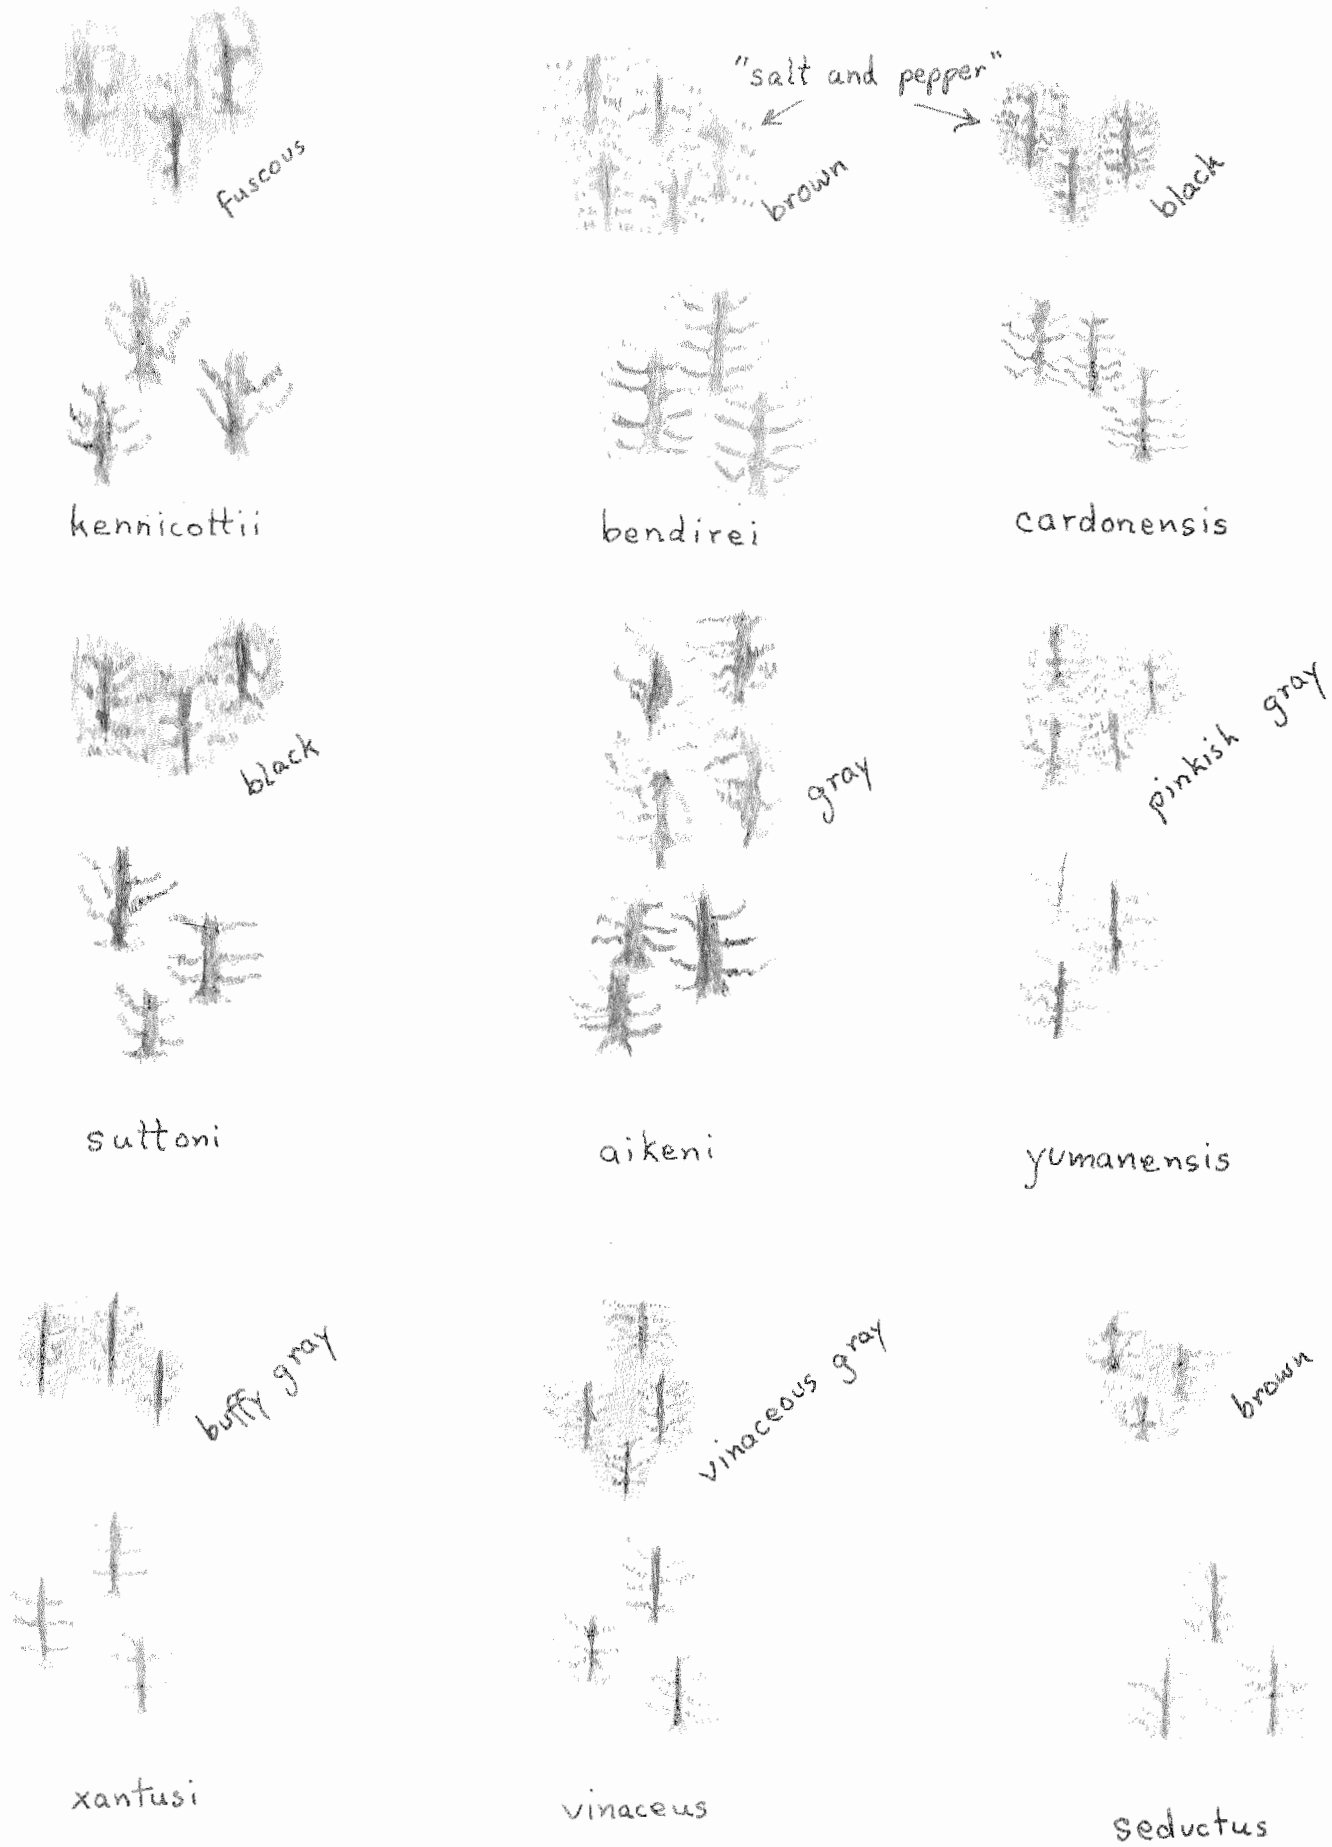 "salt and pepper"
fuscous
brown
black
kennicottii
bendirei
cardonensis
black
gray
pinkish gray
suttoni
aikeni
yumanensis
buffy gray
vinaceous gray
brown
xantusi
vinaceus
seductus